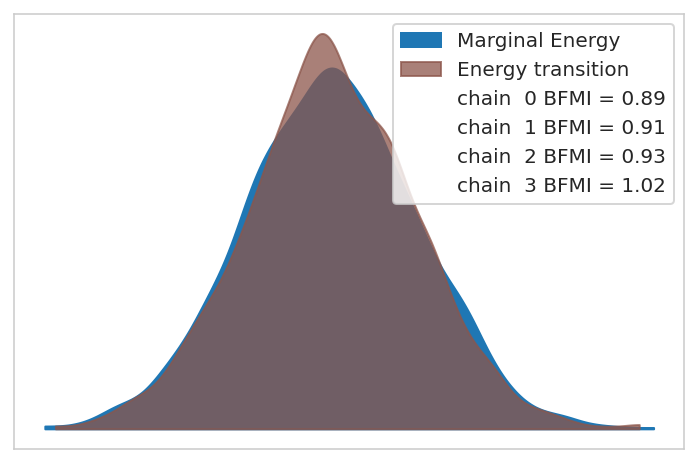 Marginal Energy
Energy transition
chain  0 BFMI = 0.89
chain  1 BFMI = 0.91
chain  2 BFMI = 0.93
chain  3 BFMI = 1.02